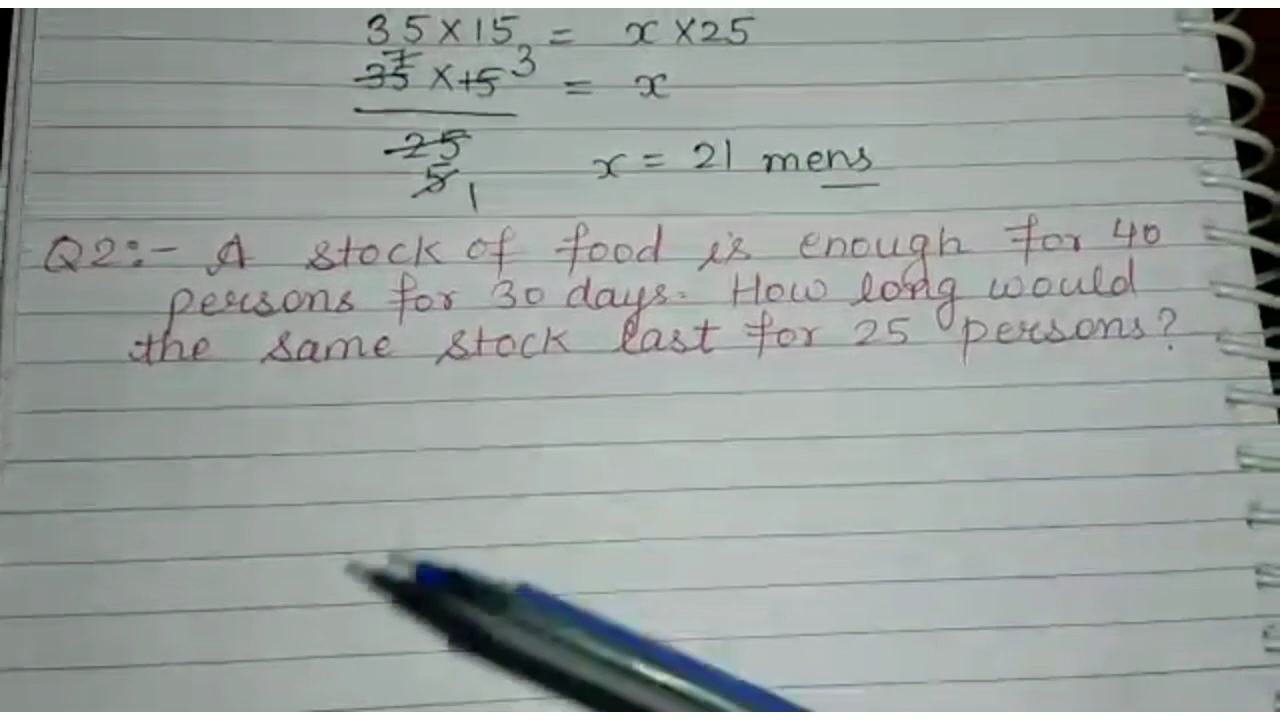 35 × 15 = x × 25
35 7 × 15 3 = x
25
5 1
x = 21 mens
Q2:- A stock of food is enough for 40
persons for 30 days. How long would
the same stock last for 25 persons?